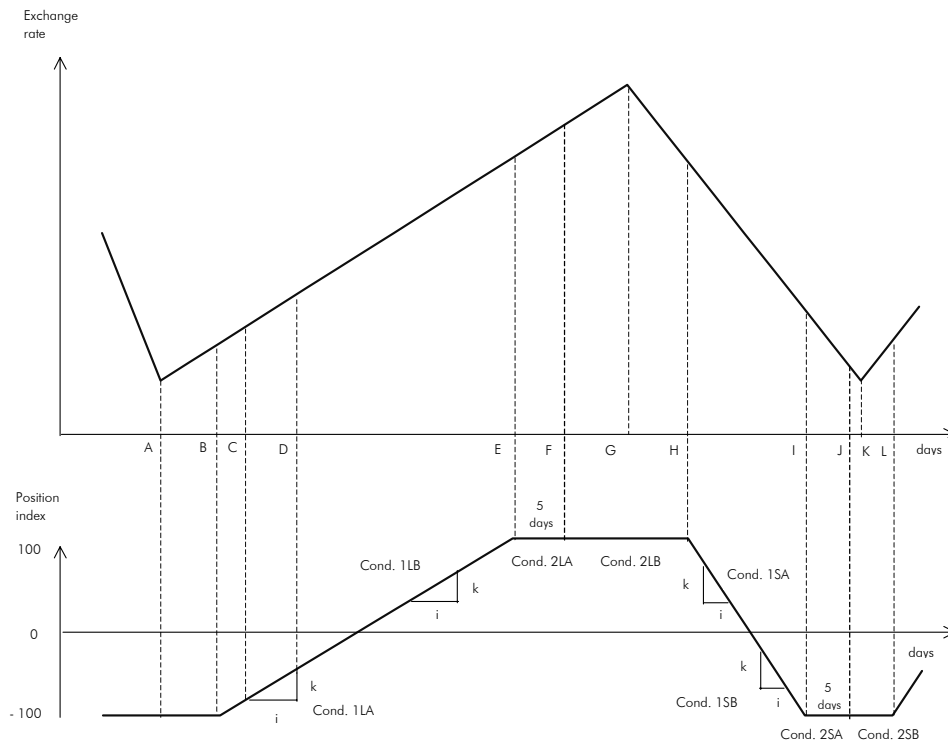 Exchange
rate
A B C D E F G H I J K L days
Position
index
5
days
100
Cond. 1LB
Cond. 2LA Cond. 2LB
Cond. 1SA
k
k
i
i
0
days
k
k
5
days
Cond. 1SB
i
- 100
Cond. 1LA
i
Cond. 2SA Cond. 2SB